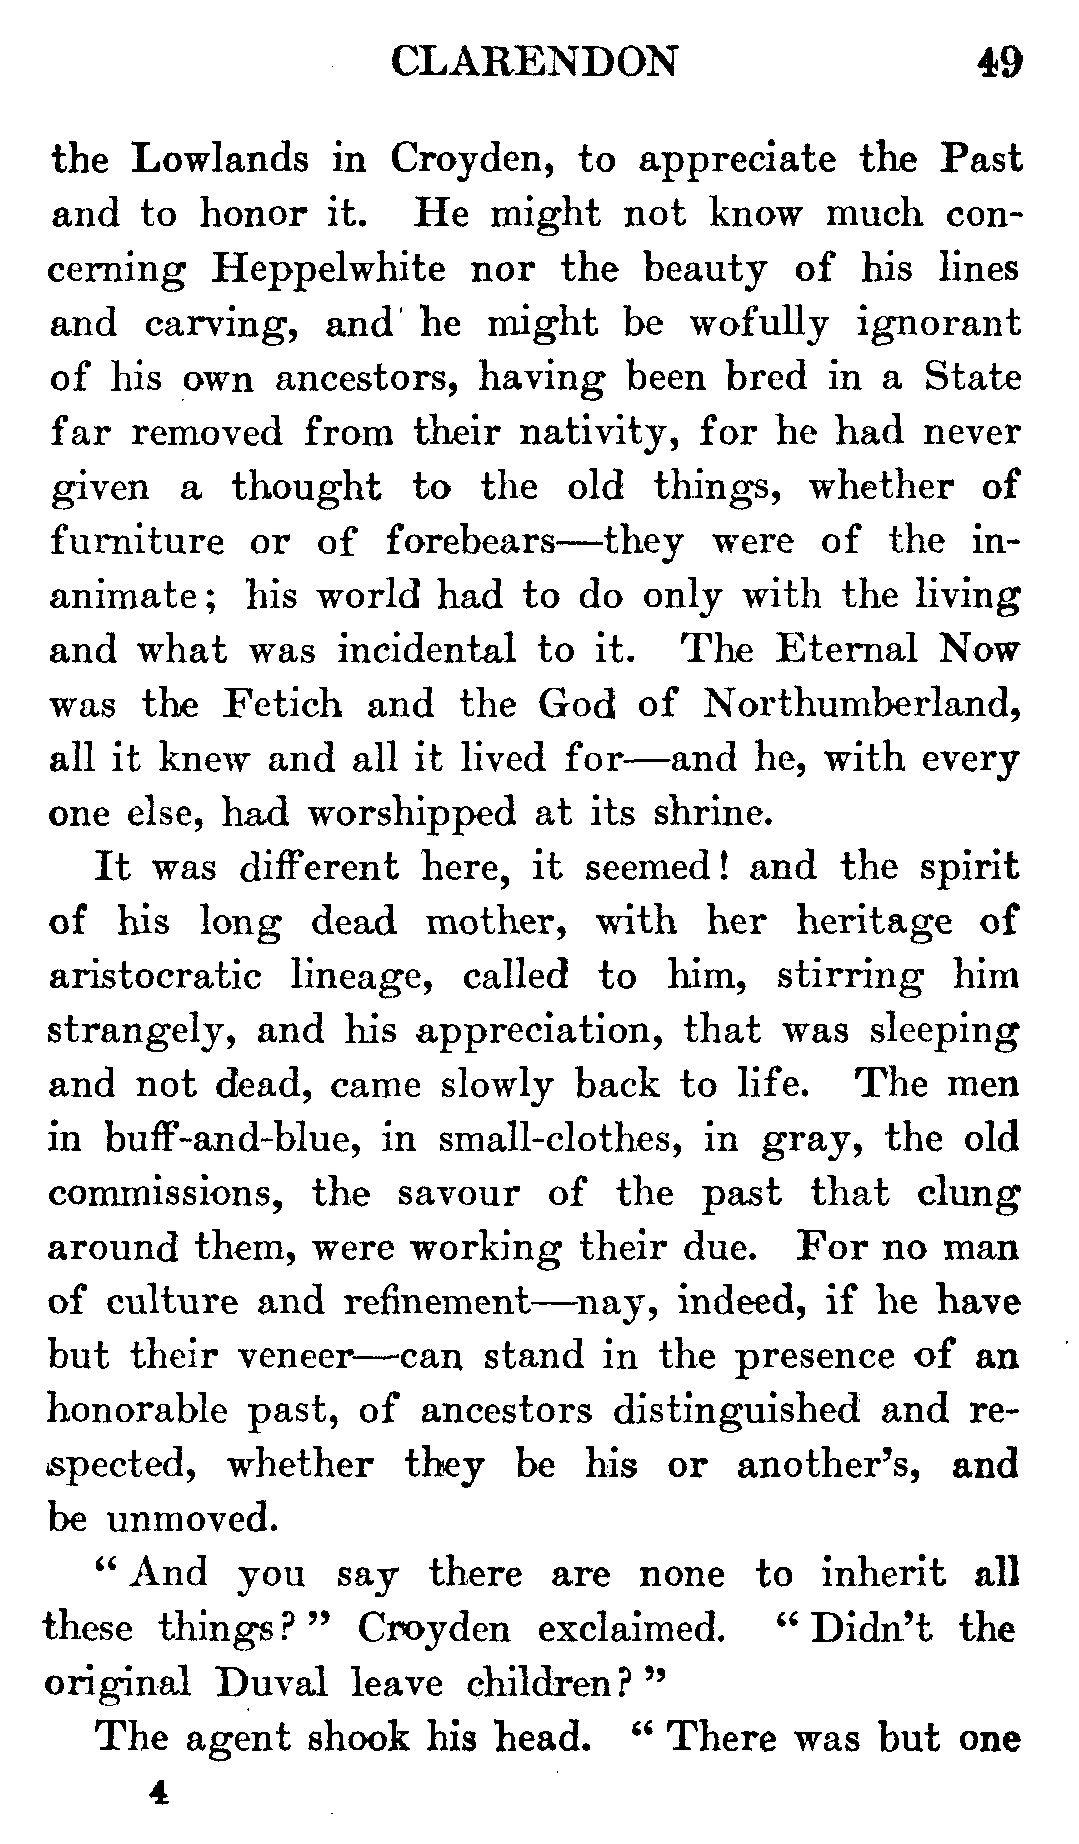 CLARENDON 49
the Lowlands in Croyden, to appreciate the Past
and to honor it. He might not know much con-
cerning Heppelwhite nor the beauty of his lines
and carving, and he might be wofully ignorant
of his own ancestors, having been bred in a State
far removed from their nativity, for he had never
given a thought to the old things, whether of
furniture or of forebears—they were of the in-
animate; his world had to do only with the living
and what was incidental to it. The Eternal Now
was the Fetich and the God of Northumberland,
all it knew and all it lived for—and he, with every
one else, had worshipped at its shrine.
It was different here, it seemed! and the spirit
of his long dead mother, with her heritage of
aristocratic lineage, called to him, stirring him
strangely, and his appreciation, that was sleeping
and not dead, came slowly back to life. The men
in buff-and-blue, in small-clothes, in gray, the old
commissions, the savour of the past that clung
around them, were working their due. For no man
of culture and refinement—nay, indeed, if he have
but their veneer—can stand in the presence of an
honorable past, of ancestors distinguished and re-
spected, whether they be his or another's, and
be unmoved.
"And you say there are none to inherit all
these things?" Croyden exclaimed. "Didn't the
original Duval leave children?"
The agent shook his head. "There was but one
4